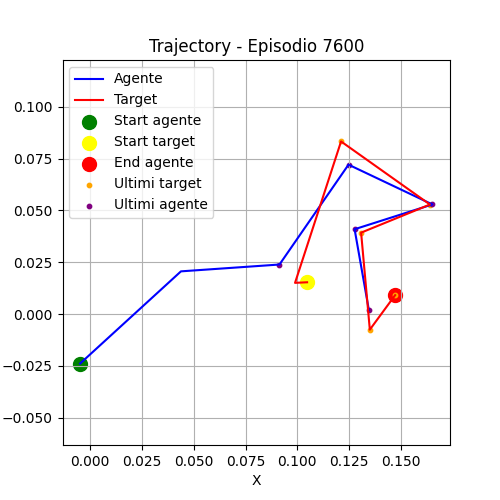 Trajectory - Episodio 7600
Agente
Target
Start agente
Start target
End agente
Ultimi target
Ultimi agente
0.100
0.075
0.050
0.025
0.000
−0.025
−0.050
0.000 0.025 0.050 0.075 0.100 0.125 0.150
X